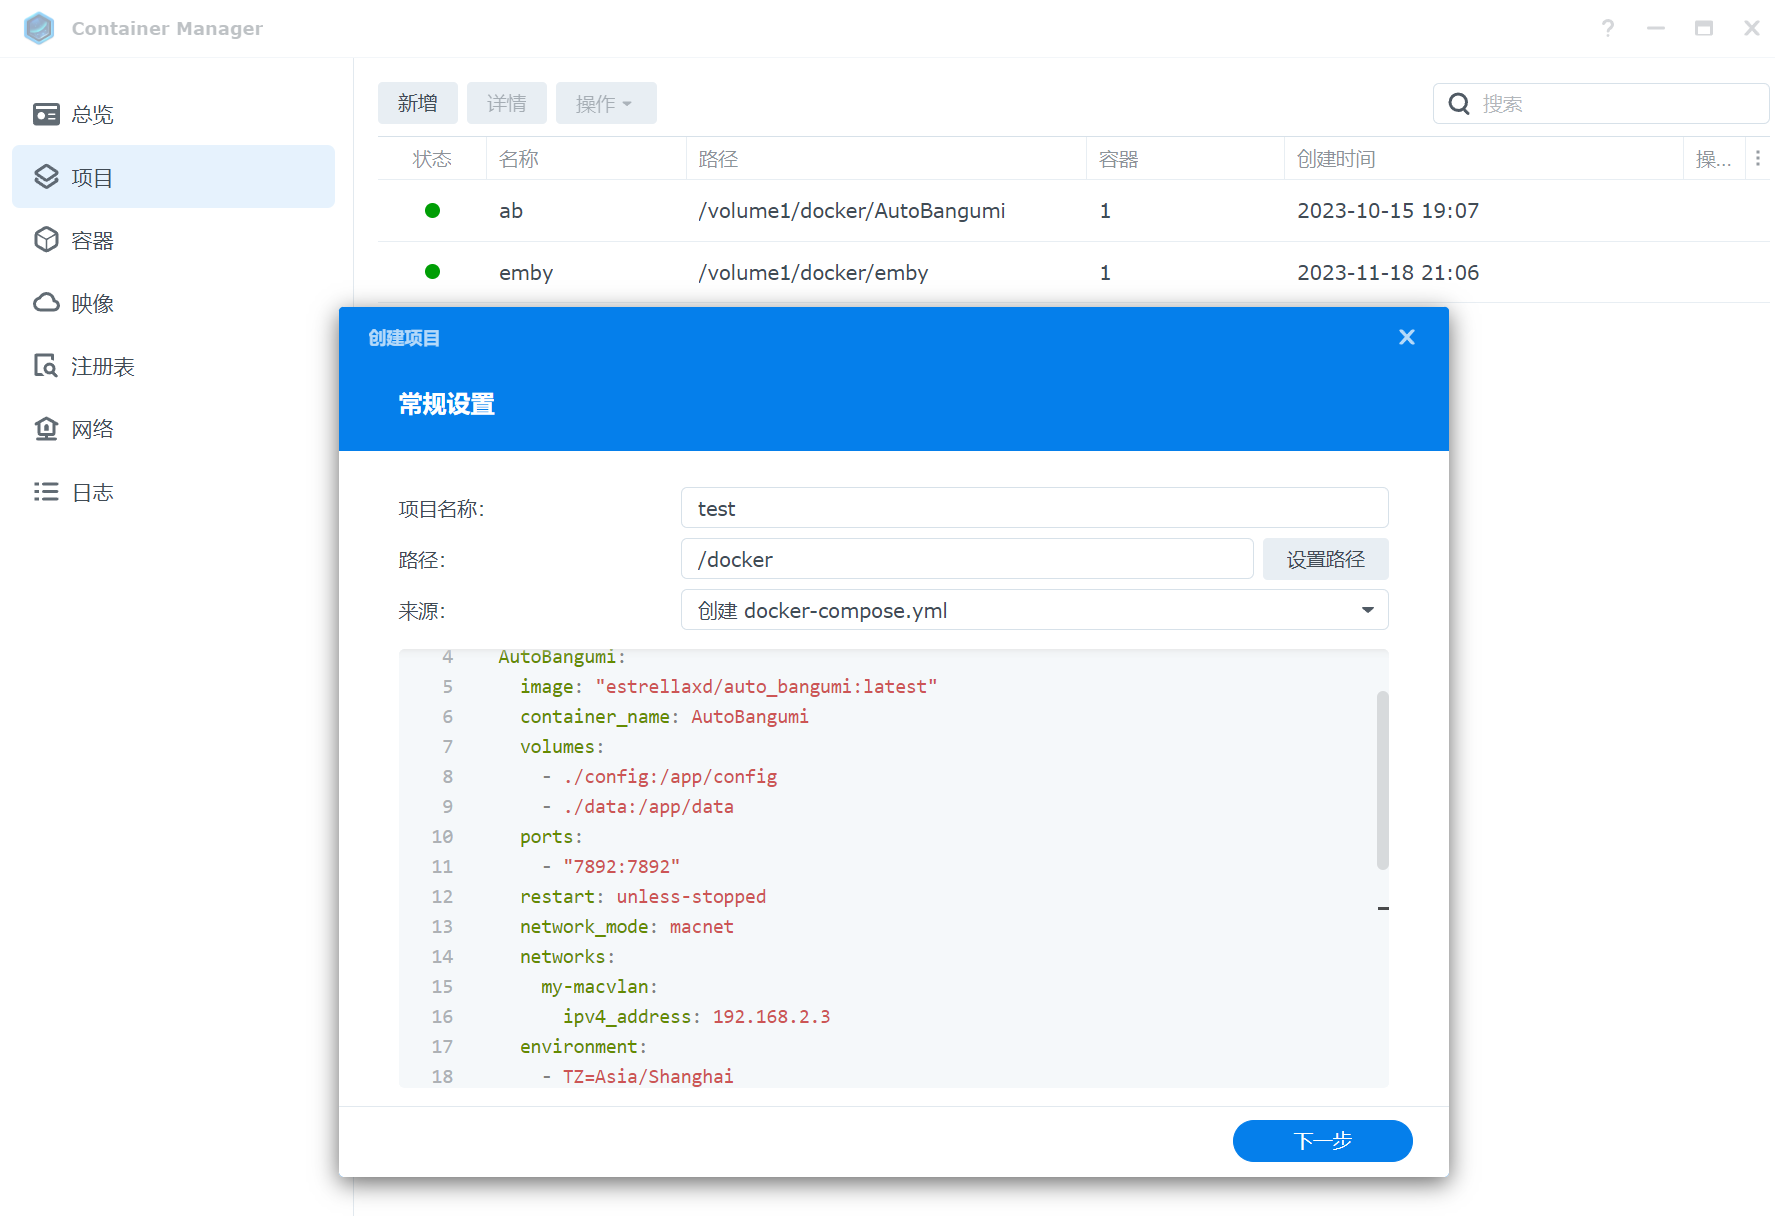 Container Manager
总览
项目
容器
映像
注册表
网络
日志
新增 详情 操作
搜索
状态 名称 路径 容器 创建时间 操...
ab /volume1/docker/AutoBangumi 1 2023-10-15 19:07
emby /volume1/docker/emby 1 2023-11-18 21:06
创建项目
常规设置
项目名称: test
路径: /docker 设置路径
来源: 创建 docker-compose.yml
4 AutoBangumi:
5 image: "estrellaxd/auto_bangumi:latest"
6 container_name: AutoBangumi
7 volumes:
8 - ./config:/app/config
9 - ./data:/app/data
10 ports:
11 - "7892:7892"
12 restart: unless-stopped
13 network_mode: macnet
14 networks:
15 my-macvlan:
16 ipv4_address: 192.168.2.3
17 environment:
18 - TZ=Asia/Shanghai
下一步